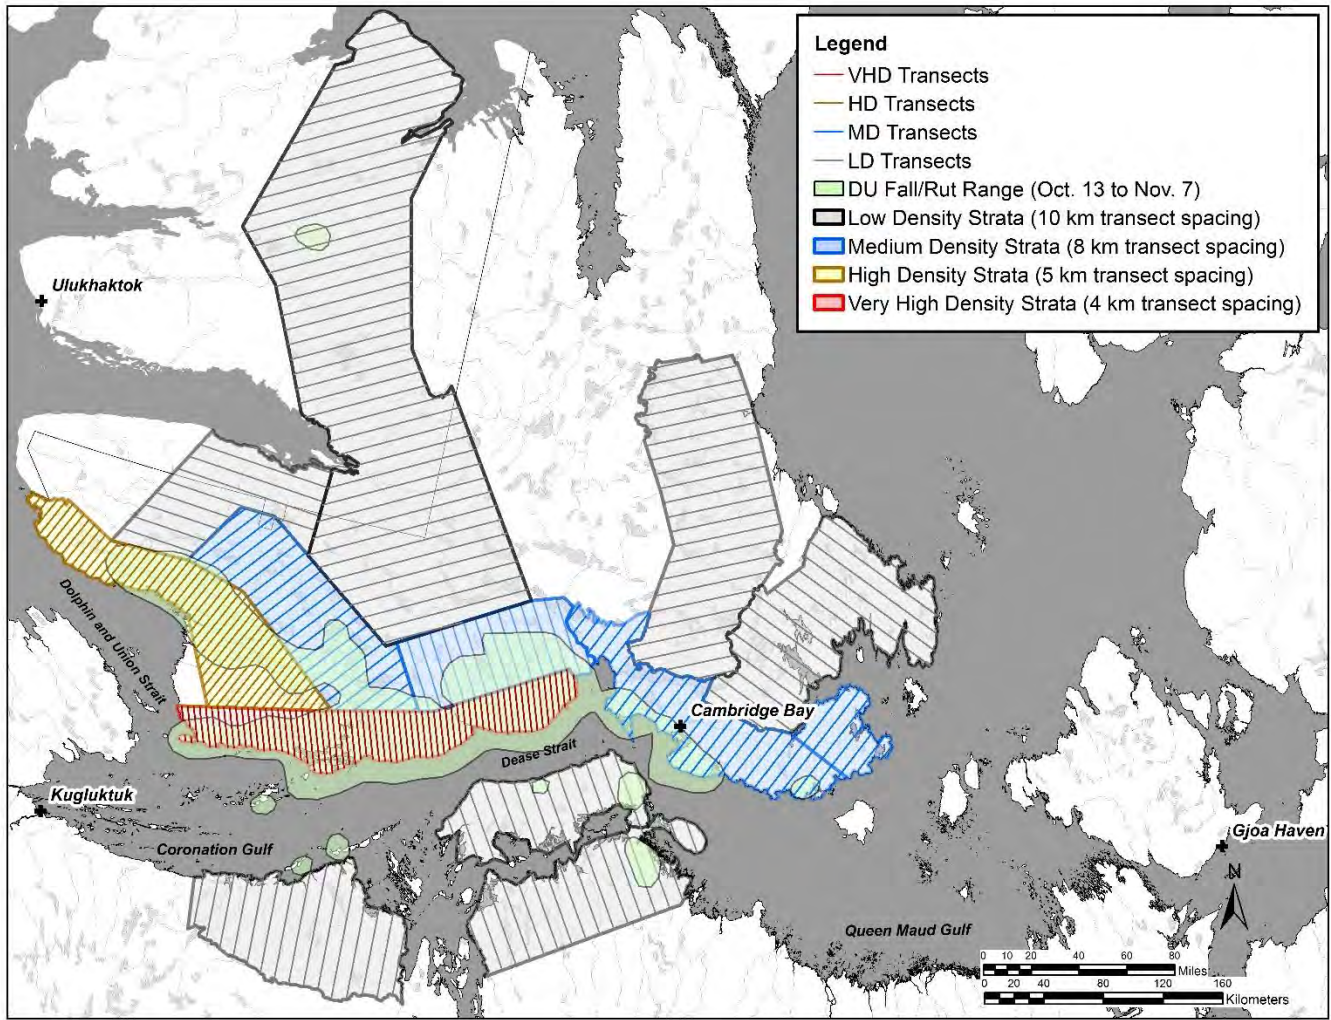 Legend
VHD Transects
HD Transects
MD Transects
LD Transects
DU Fall/Rut Range (Oct. 13 to Nov. 7)
Low Density Strata (10 km transect spacing)
Medium Density Strata (8 km transect spacing)
High Density Strata (5 km transect spacing)
Very High Density Strata (4 km transect spacing)
Ulukhaktok
Dolphin and Union Strait
Cambridge Bay
Dease Strait
Kugluktuk
Coronation Gulf
Gjoa Haven
N
Queen Maud Gulf
0 10 20 40 60 80
Miles
0 20 40 80 120 160
Kilometers